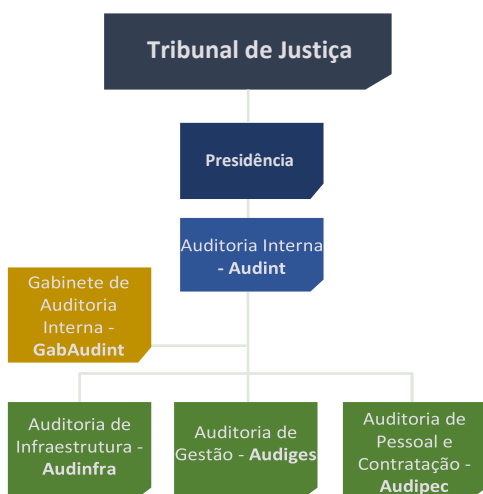 Tribunal de Justiça
Presidência
Auditoria Interna
- Audint
Gabinete de
Auditoria
Interna -
GabAudint
Auditoria de
Infraestrutura -
Audinfra
Auditoria de
Gestão - Audiges
Auditoria de
Pessoal e
Contratação -
Audipec